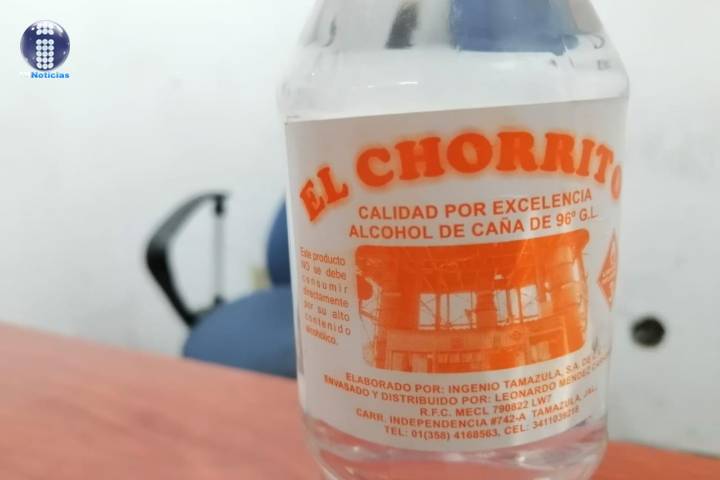 Noticias
EL CHORRITO
CALIDAD POR EXCELENCIA
ALCOHOL DE CAÑA DE 96º G.L.
Este producto
NO se debe
consumir
directamente
por su alto
contenido
alcohólico.
ELABORADO POR: INGENIO TAMAZULA, S.A. DE
ENVASADO Y DISTRIBUIDO POR: LEONARDO MENDEZ
R.F.C. MECL 790822 LW7
CARR. INDEPENDENCIA #742-A TAMAZULA, JAL.
TEL: 01(358) 4168563, CEL: 3411039218